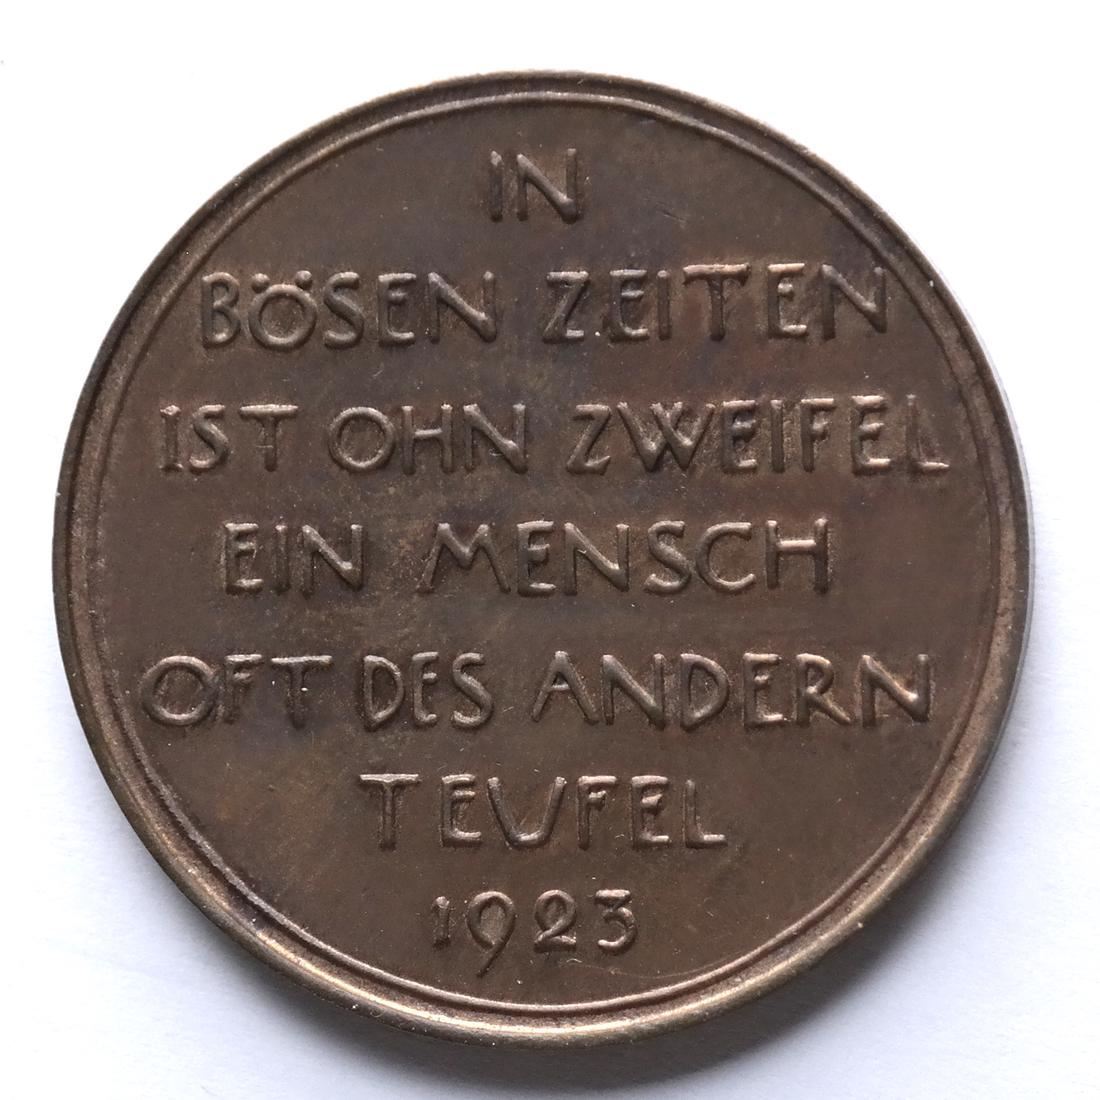 IN
BÖSEN ZEITEN
IST OHN ZWEIFEL
EIN MENSCH
OFT DES ANDERN
TEUFEL
1923